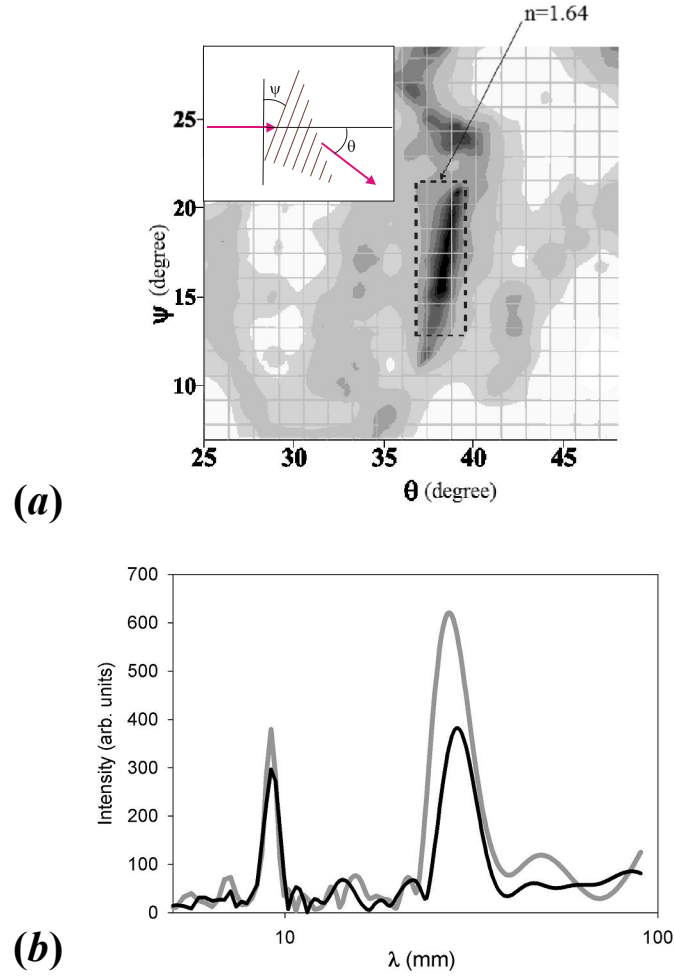 n=1.64
ψ
θ
25
20
15
10
ψ (degree)
25 30 35 40 45
θ (degree)
(a)
700
600
500
400
300
200
100
0
Intensity (arb. units)
10 100
λ (mm)
(b)